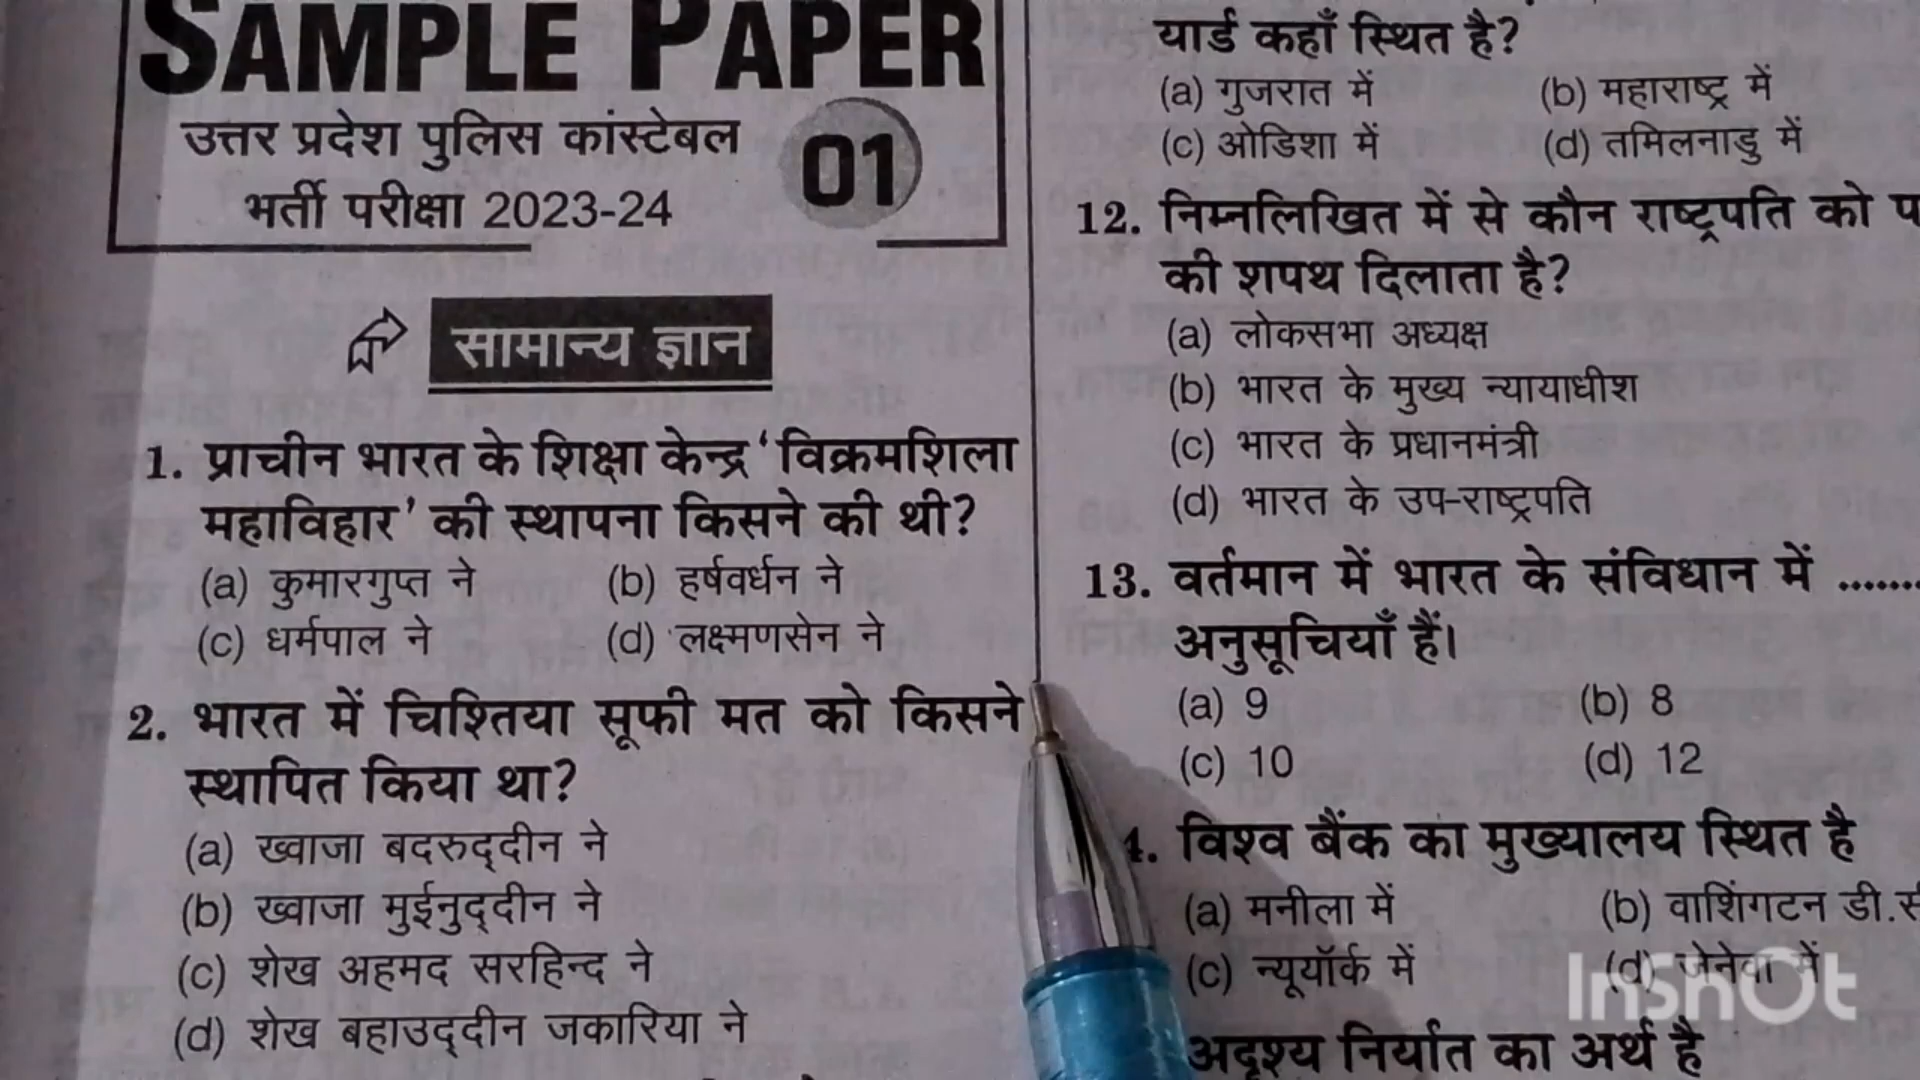 SAMPLE PAPER
उत्तर प्रदेश पुलिस कांस्टेबल
भर्ती परीक्षा 2023-24
01
सामान्य ज्ञान
1. प्राचीन भारत के शिक्षा केन्द्र 'विक्रमशिला
महाविहार' की स्थापना किसने की थी?
(a) कुमारगुप्त ने (b) हर्षवर्धन ने
(c) धर्मपाल ने (d) लक्ष्मणसेन ने
2. भारत में चिश्तिया सूफी मत को किसने
स्थापित किया था?
(a) ख्वाजा बदरुद्दीन ने
(b) ख्वाजा मुईनुद्दीन ने
(c) शेख अहमद सरहिन्द ने
(d) शेख बहाउद्दीन जकारिया ने
यार्ड कहाँ स्थित है?
(a) गुजरात में (b) महाराष्ट्र में
(c) ओडिशा में (d) तमिलनाडु में
12. निम्नलिखित में से कौन राष्ट्रपति को
की शपथ दिलाता है?
(a) लोकसभा अध्यक्ष
(b) भारत के मुख्य न्यायाधीश
(c) भारत के प्रधानमंत्री
(d) भारत के उप-राष्ट्रपति
13. वर्तमान में भारत के संविधान में .......
अनुसूचियाँ हैं।
(a) 9 (b) 8
(c) 10 (d) 12
4. विश्व बैंक का मुख्यालय स्थित है
(a) मनीला में (b) वाशिंगटन डी.सी
(c) न्यूयॉर्क में (d) जेनेवा में
अदृश्य निर्यात का अर्थ है
InShOt